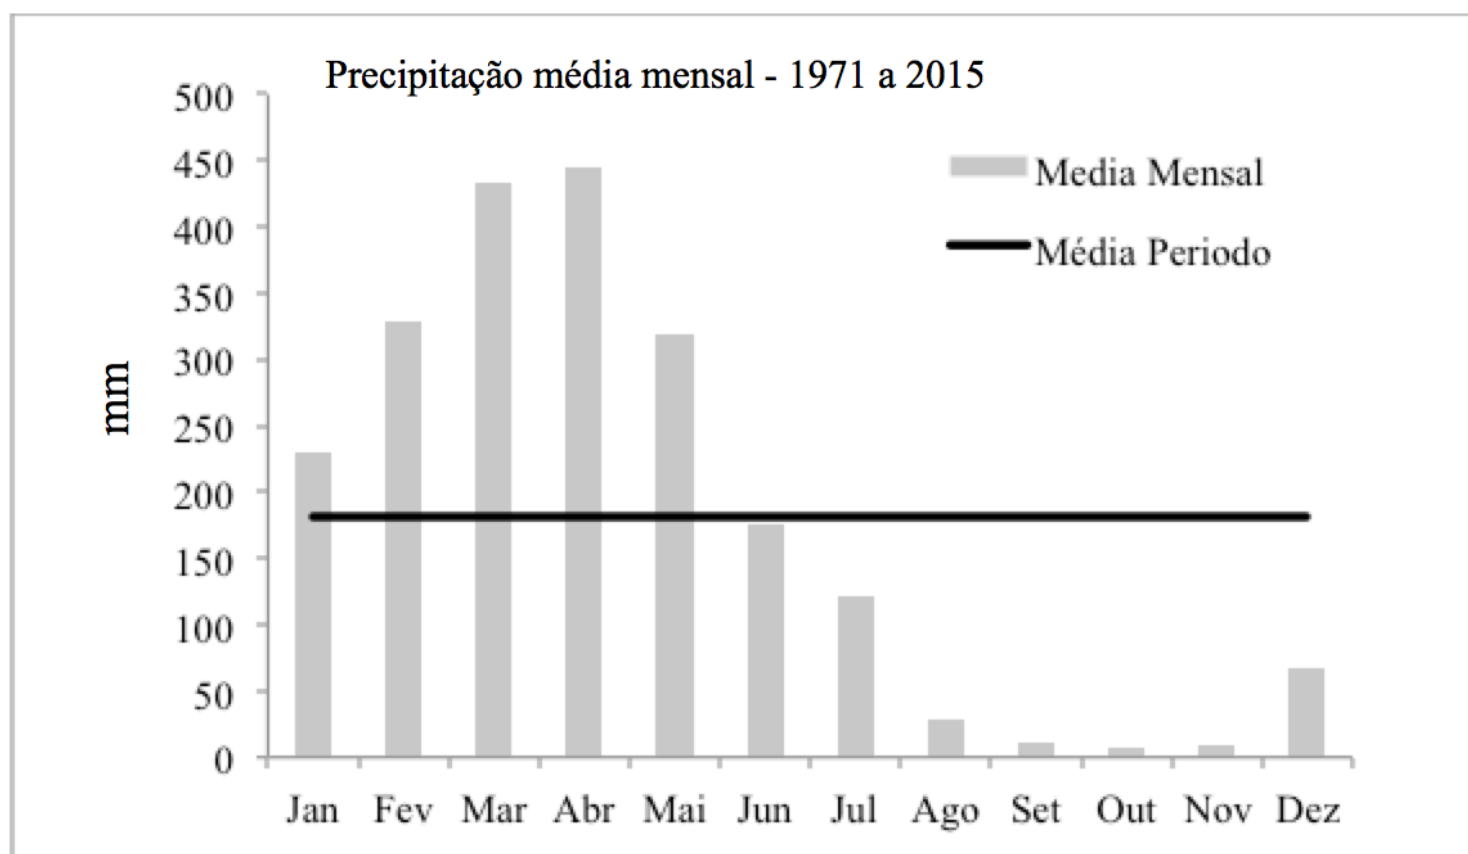 Precipitação média mensal - 1971 a 2015
500
450
400
350
300
250
200
150
100
50
0
mm
Media Mensal
Média Periodo
Jan Fev Mar Abr Mai Jun Jul Ago Set Out Nov Dez